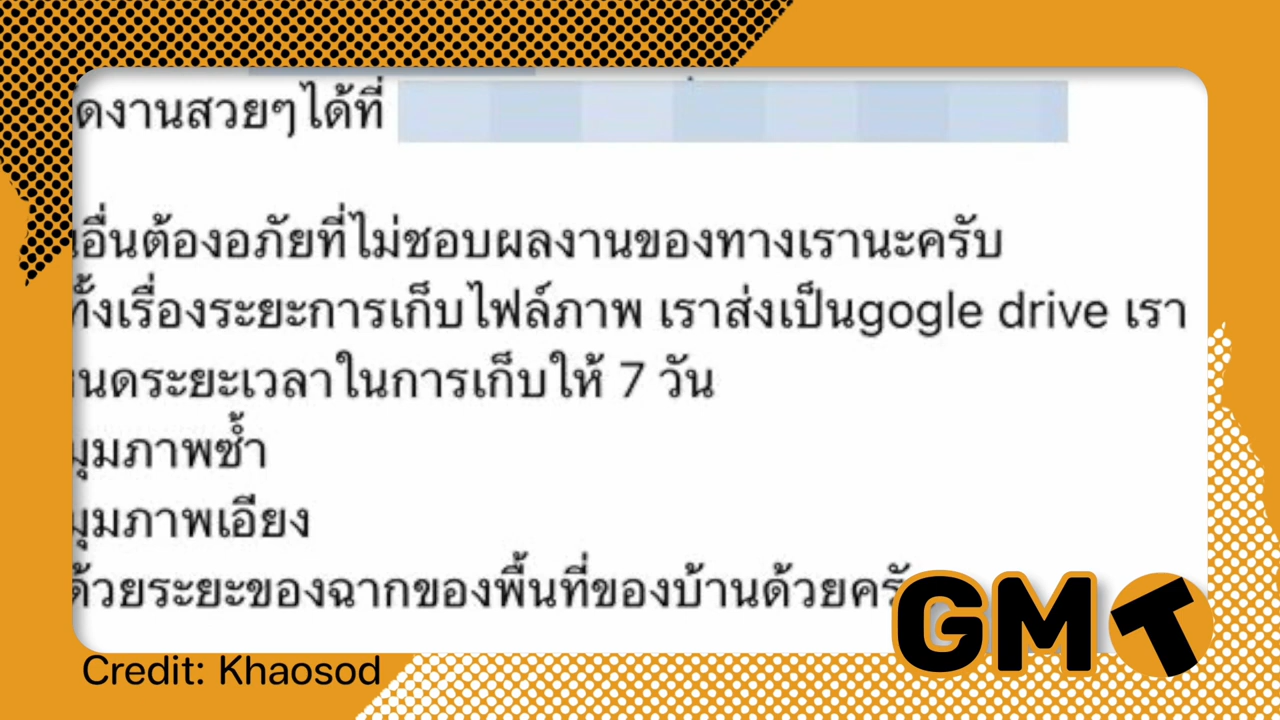 ดงานสวยๆได้ที่
อื่นต้องอภัยที่ไม่ชอบผลงานของทางเรานะครับ
ทั้งเรื่องระยะการเก็บไฟล์ภาพ เราส่งเป็นgogle drive เรา
นดระยะเวลาในการเก็บให้ 7 วัน
มุมภาพซ้ำ
มุมภาพเอียง
ด้วยระยะของฉากของพื้นที่ของบ้านด้วยครั
GMT
Credit: Khaosod